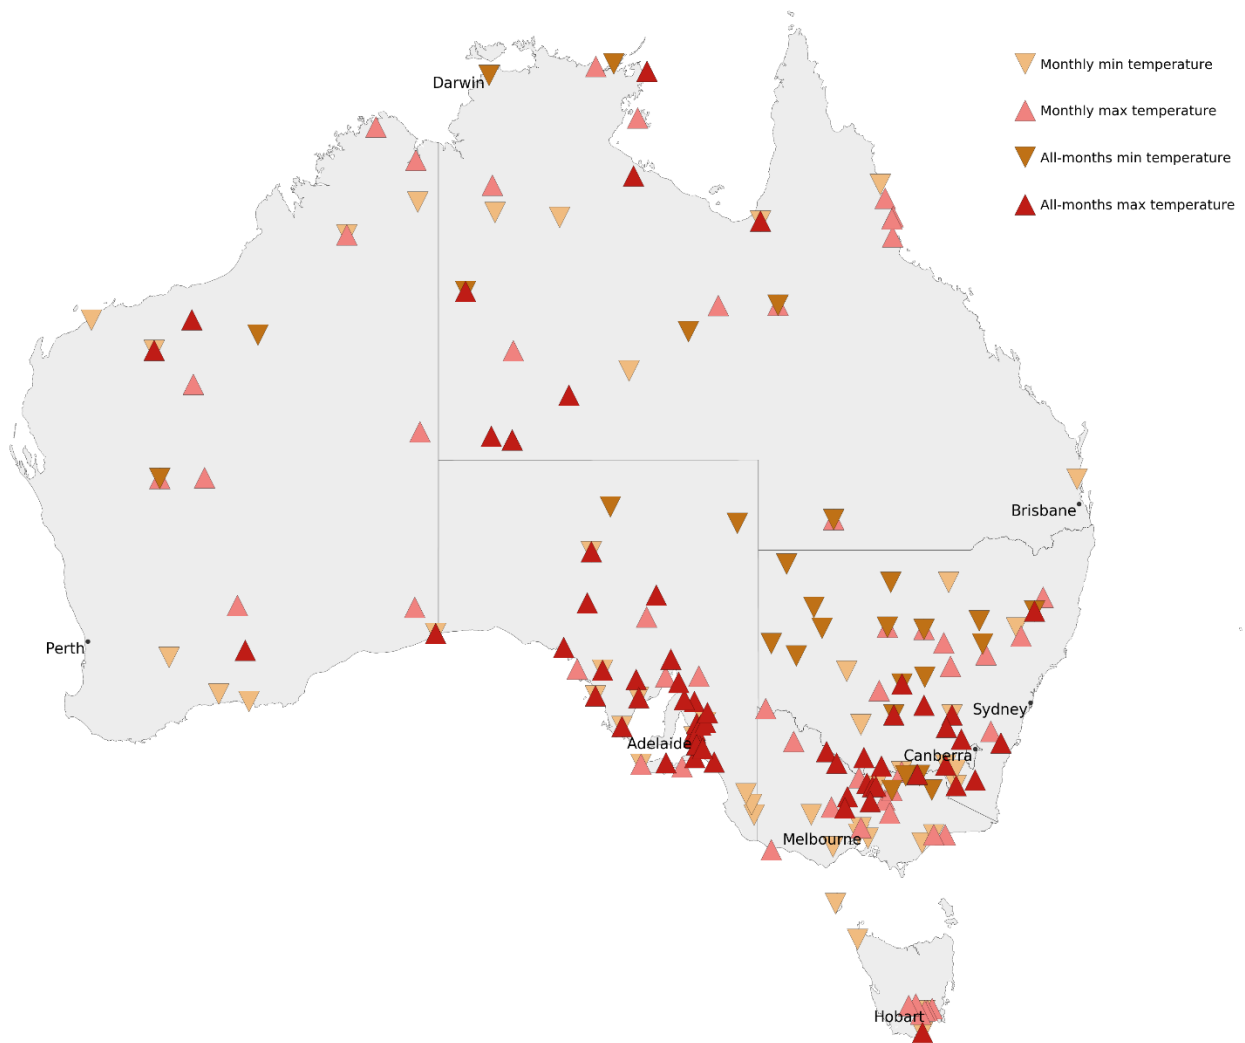 Darwin
Monthly min temperature
Monthly max temperature
All-months min temperature
All-months max temperature
Brisbane
Perth
Sydney
Adelaide
Canberra
Melbourne
Hobart